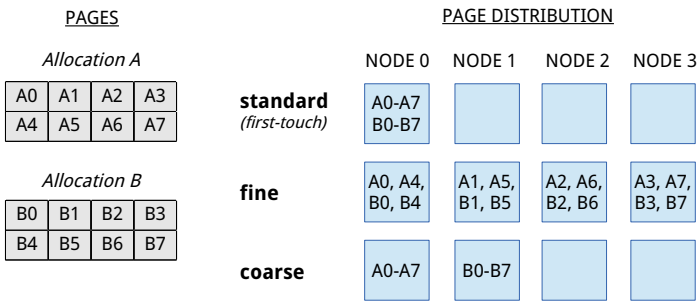 PAGES
Allocation A
A0 A1 A2 A3
A4 A5 A6 A7
Allocation B
B0 B1 B2 B3
B4 B5 B6 B7
PAGE DISTRIBUTION
NODE 0 NODE 1 NODE 2 NODE 3
standard
(first-touch)
A0-A7
B0-B7
fine
A0, A4,
B0, B4
A1, A5,
B1, B5
A2, A6,
B2, B6
A3, A7,
B3, B7
coarse
A0-A7
B0-B7